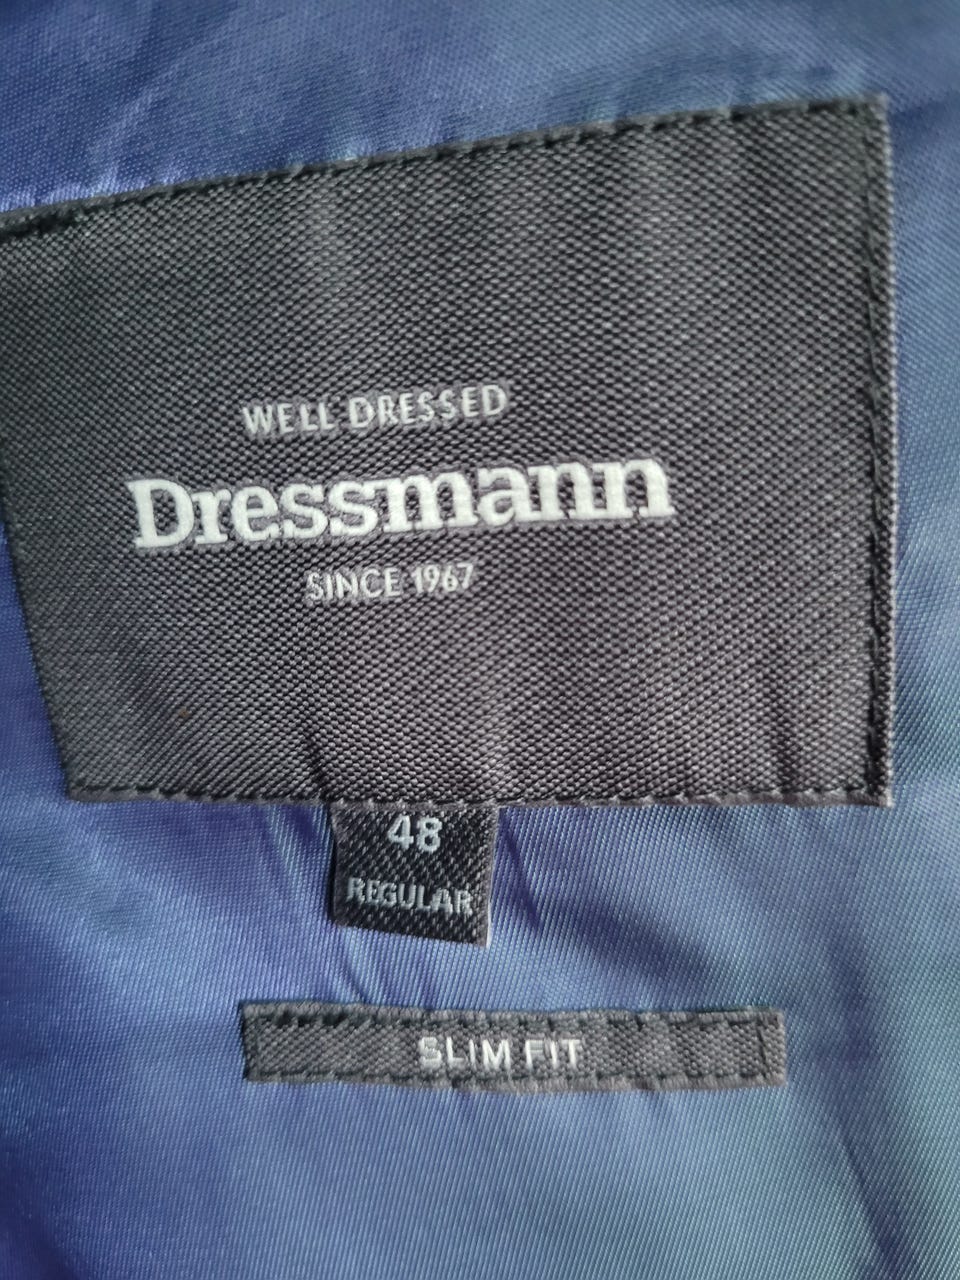 WELL DRESSED
Dressmann
SINCE 1967
48
REGULAR
SLIM FIT